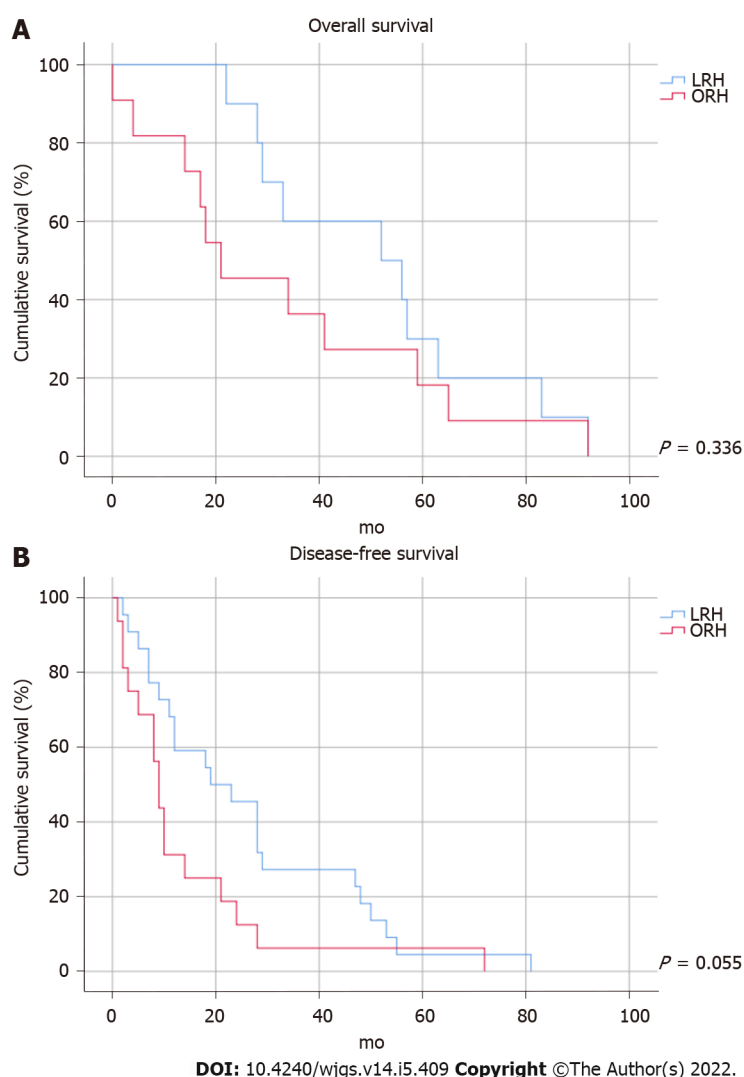 A
Overall survival
100
80
60
40
20
0
Cumulative survival (%)
LRH
ORH
P = 0.336
0 20 40 60 80 100
mo
B
Disease-free survival
100
80
60
40
20
0
Cumulative survival (%)
LRH
ORH
P = 0.055
0 20 40 60 80 100
mo
DOI: 10.4240/wjgs.v14.i5.409 Copyright ©The Author(s) 2022.